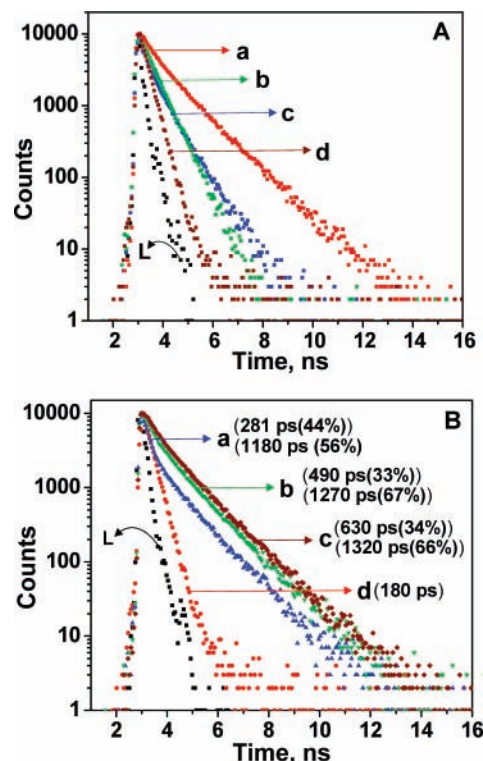 A
10000
1000
100
10
1
Counts
a
b
c
d
L
2 4 6 8 10 12 14 16
Time, ns
B
10000
1000
100
10
1
Counts
a (281 ps(44%))
(1180 ps (56%)
b (490 ps(33%))
(1270 ps(67%))
c (630 ps(34%))
(1320 ps(66%))
d (180 ps)
L
2 4 6 8 10 12 14 16
Time, ns